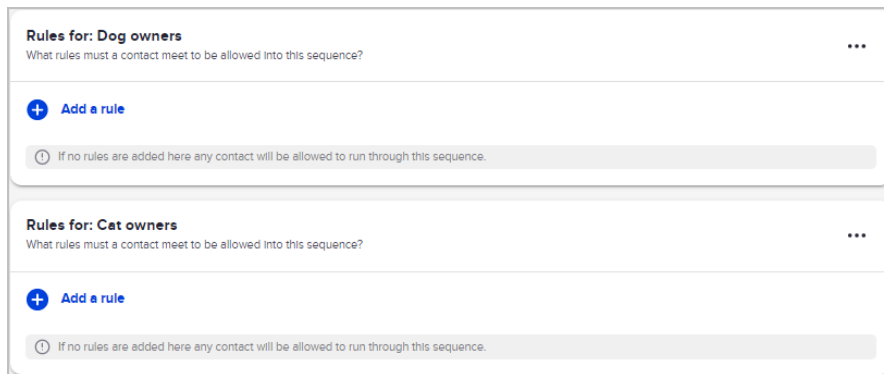 Rules for: Dog owners
What rules must a contact meet to be allowed into this sequence?
Add a rule
If no rules are added here any contact will be allowed to run through this sequence.
Rules for: Cat owners
What rules must a contact meet to be allowed into this sequence?
Add a rule
If no rules are added here any contact will be allowed to run through this sequence.